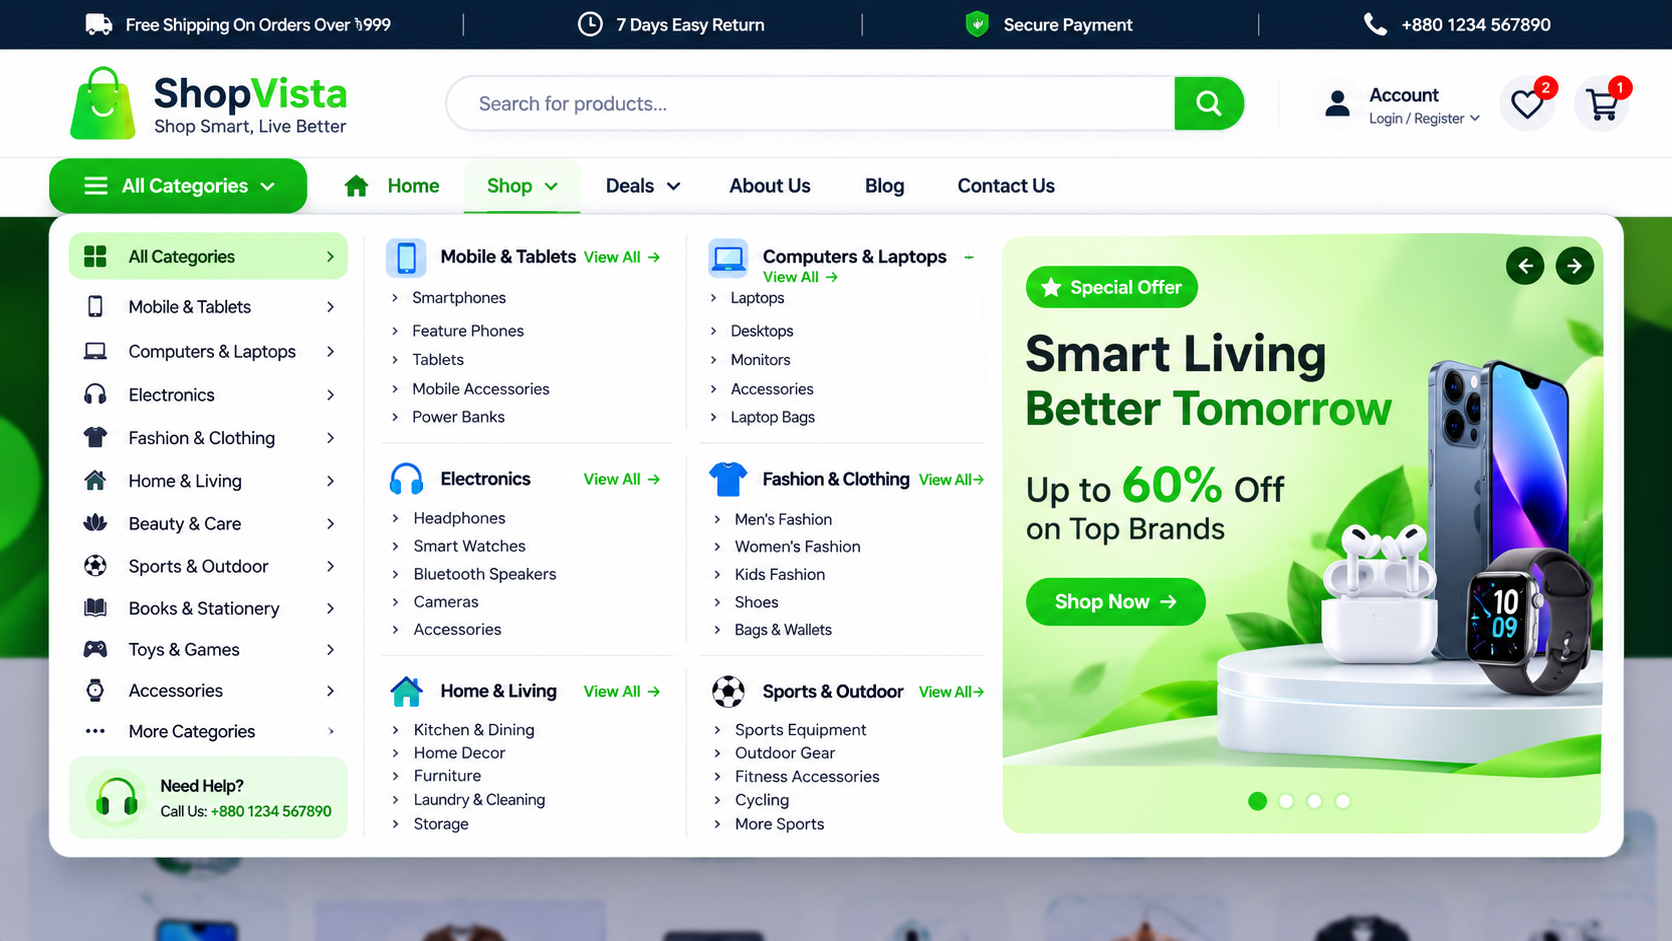 Free Shipping On Orders Over ৳999
7 Days Easy Return
Secure Payment
+880 1234 567890
ShopVista
Shop Smart, Live Better
Search for products...
Account
Login / Register
2
1
All Categories
Home
Shop
Deals
About Us
Blog
Contact Us
All Categories
Mobile & Tablets
Computers & Laptops
Electronics
Fashion & Clothing
Home & Living
Beauty & Care
Sports & Outdoor
Books & Stationery
Toys & Games
Accessories
More Categories
Need Help?
Call Us: +880 1234 567890
Mobile & Tablets View All →
Smartphones
Feature Phones
Tablets
Mobile Accessories
Power Banks
Computers & Laptops
View All →
Laptops
Desktops
Monitors
Accessories
Laptop Bags
Electronics View All →
Headphones
Smart Watches
Bluetooth Speakers
Cameras
Accessories
Fashion & Clothing View All→
Men's Fashion
Women's Fashion
Kids Fashion
Shoes
Bags & Wallets
Home & Living View All →
Kitchen & Dining
Home Decor
Furniture
Laundry & Cleaning
Storage
Sports & Outdoor View All→
Sports Equipment
Outdoor Gear
Fitness Accessories
Cycling
More Sports
Special Offer
Smart Living
Better Tomorrow
Up to 60% Off
on Top Brands
Shop Now →
10
09